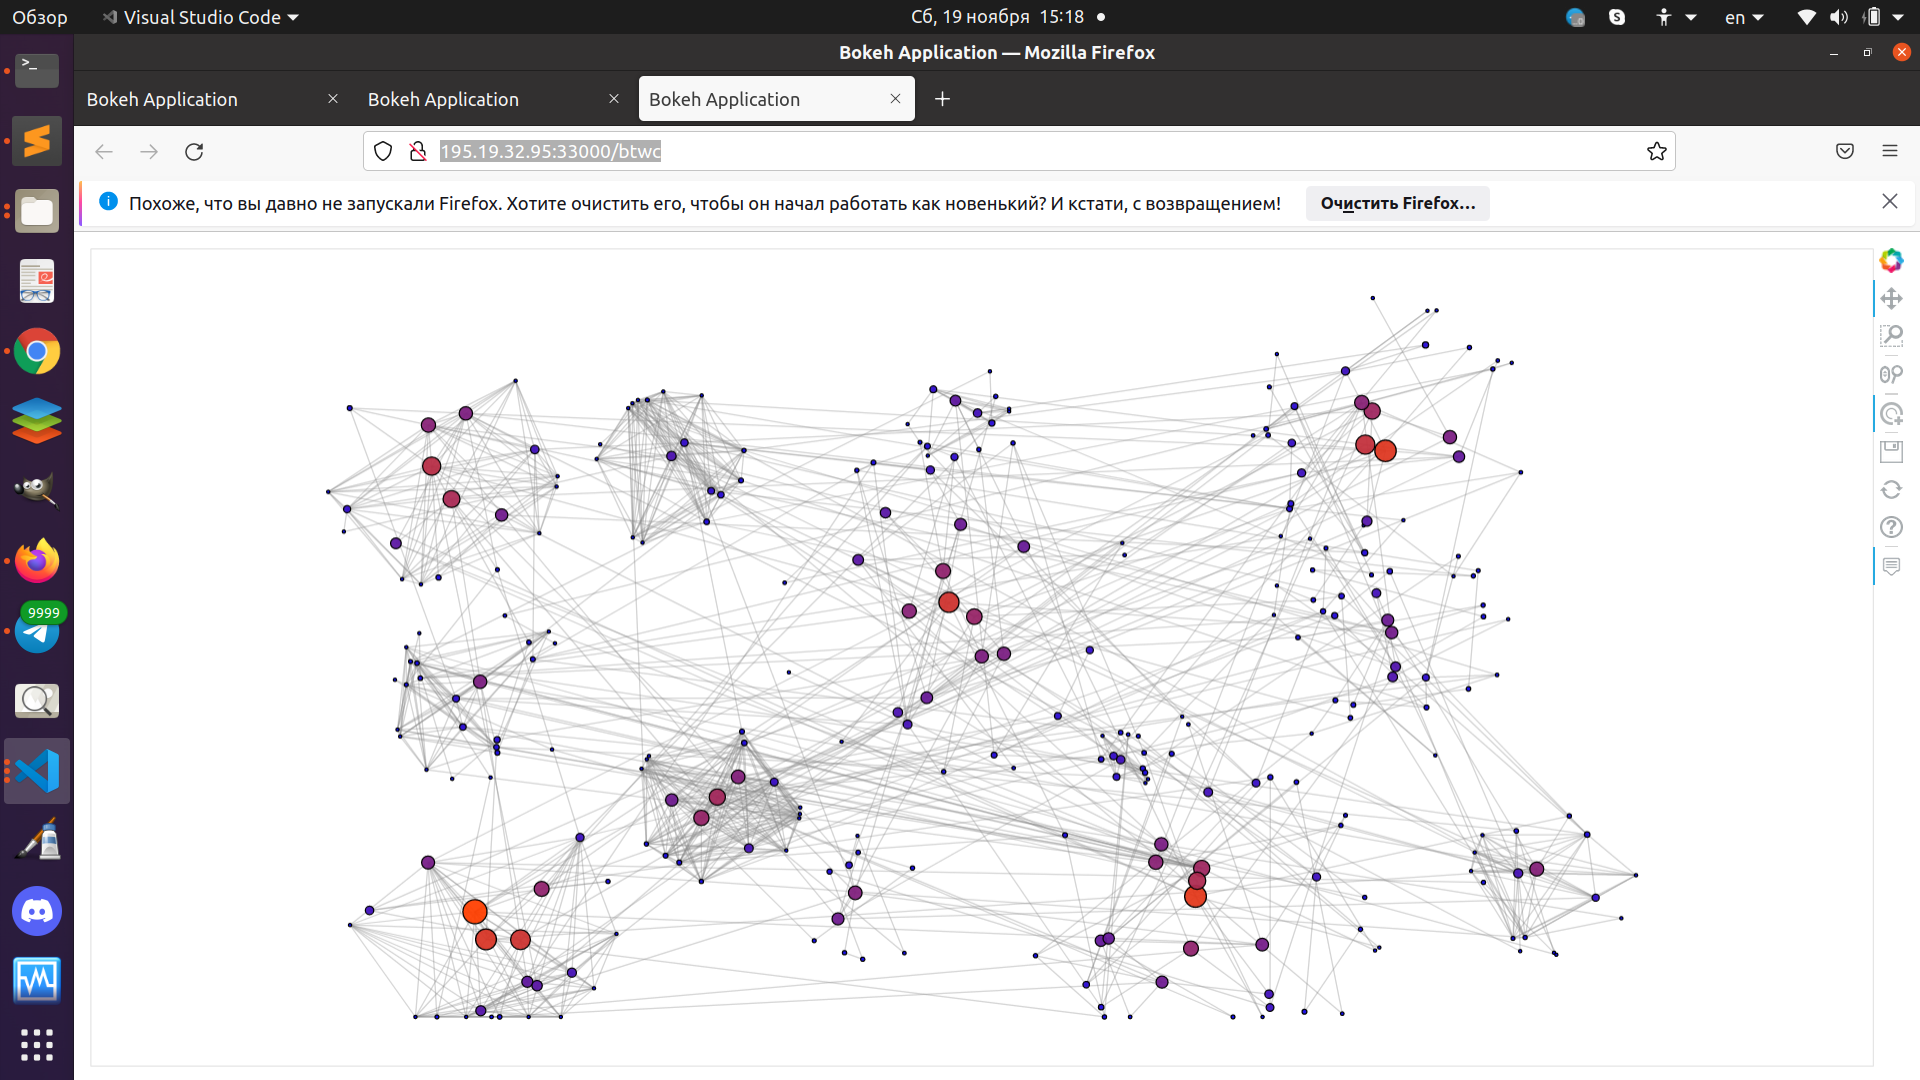 Обзор
Visual Studio Code
Сб, 19 ноября 15:18
en
Bokeh Application — Mozilla Firefox
Bokeh Application
Bokeh Application
Bokeh Application
195.19.32.95:33000/btwc
Похоже, что вы давно не запускали Firefox. Хотите очистить его, чтобы он начал работать как новенький? И кстати, с возвращением!
Очистить Firefox…
9999